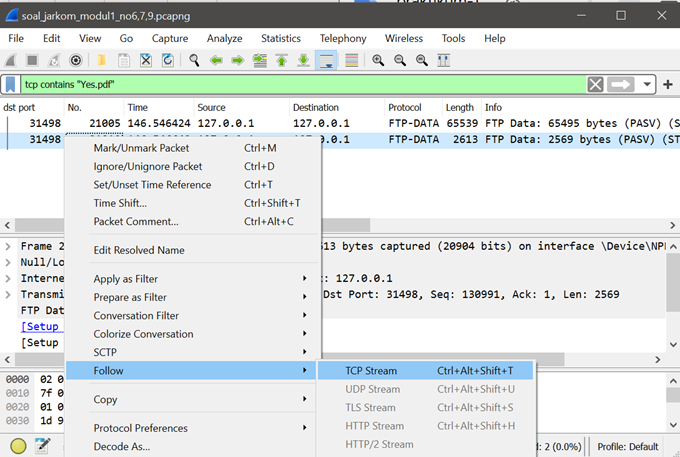 soal_jarkom_modul1_no6,7,9.pcapng
File Edit View Go Capture Analyze Statistics Telephony Wireless Tools Help
tcp contains "Yes.pdf"
dst port No. Time Source Destination Protocol Length Info
31498 21005 146.546424 127.0.0.1 127.0.0.1 FTP-DATA 65539 FTP Data: 65495 bytes (PASV) (ST
31498 127.0.0.1 FTP-DATA 2613 FTP Data: 2569 bytes (PASV) (ST
Mark/Unmark Packet Ctrl+M
Ignore/Unignore Packet Ctrl+D
Set/Unset Time Reference Ctrl+T
Time Shift... Ctrl+Shift+T
Packet Comment... Ctrl+Alt+C
Edit Resolved Name
Frame 2 513 bytes captured (20904 bits) on interface \Device\NP
Null/Lo
Apply as Filter
Interne t: 127.0.0.1
Prepare as Filter
Transmi Dst Port: 31498, Seq: 130991, Ack: 1, Len: 2569
Conversation Filter
FTP Dat
[Setup
Colorize Conversation
[Setup
SCTP
Follow
TCP Stream Ctrl+Alt+Shift+T
UDP Stream Ctrl+Alt+Shift+U
TLS Stream Ctrl+Alt+Shift+S
HTTP Stream Ctrl+Alt+Shift+H
HTTP/2 Stream
0000 02 0
0010 7f 0
0020 01 0
0030 1d 9
Copy
Protocol Preferences
Decode As...
d: 2 (0.0%) Profile: Default